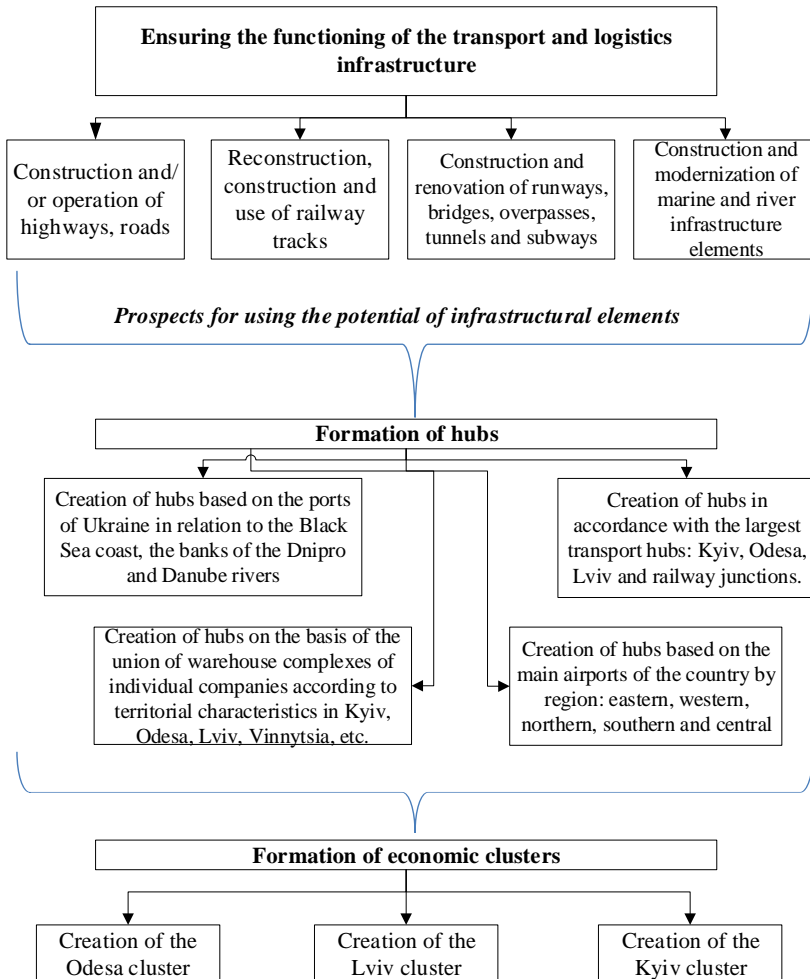 Ensuring the functioning of the transport and logistics
infrastructure
Construction and/
or operation of
highways, roads
Reconstruction,
construction and
use of railway
tracks
Construction and
renovation of runways,
bridges, overpasses,
tunnels and subways
Construction and
modernization of
marine and river
infrastructure
elements
Prospects for using the potential of infrastructural elements
Formation of hubs
Creation of hubs based on the ports
of Ukraine in relation to the Black
Sea coast, the banks of the Dnipro
and Danube rivers
Creation of hubs in
accordance with the largest
transport hubs: Kyiv, Odesa,
Lviv and railway junctions.
Creation of hubs on the basis of the
union of warehouse complexes of
individual companies according to
territorial characteristics in Kyiv,
Odesa, Lviv, Vinnytsia, etc.
Creation of hubs based on the
main airports of the country by
region: eastern, western,
northern, southern and central
Formation of economic clusters
Creation of the
Odesa cluster
Creation of the
Lviv cluster
Creation of the
Kyiv cluster